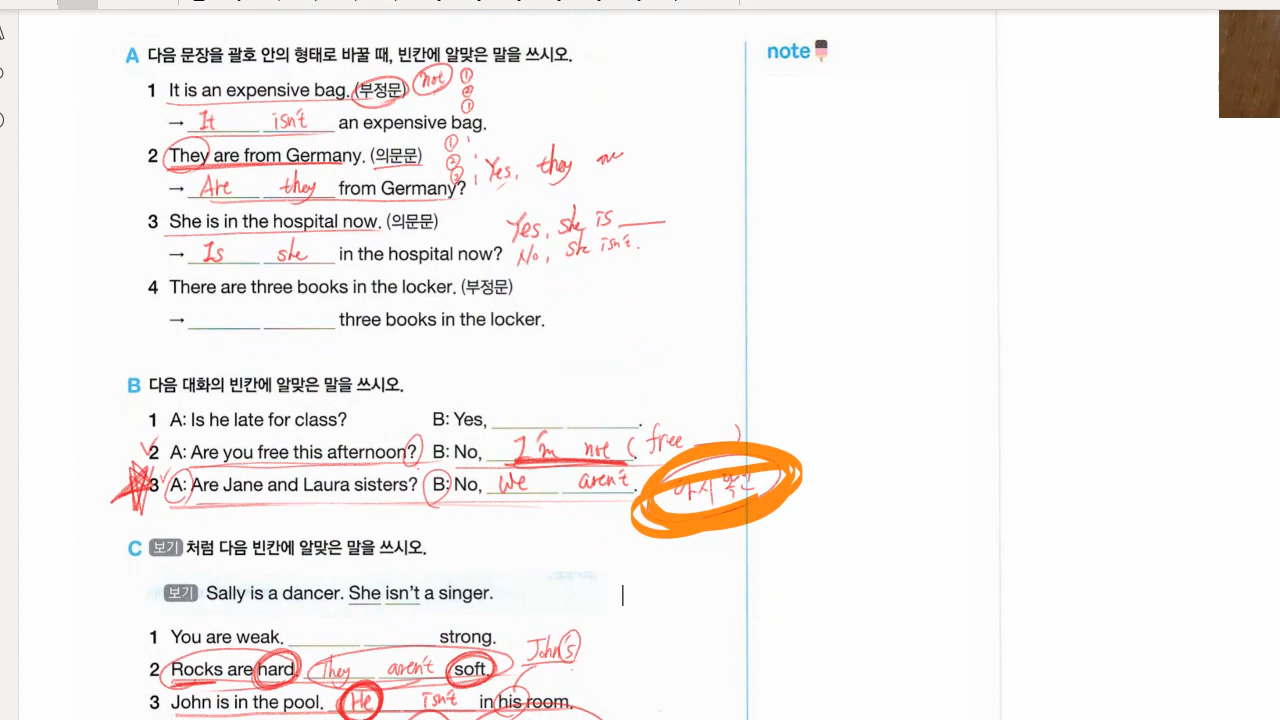 A 다음 문장을 괄호 안의 형태로 바꿀 때, 빈칸에 알맞은 말을 쓰시오.
note
1 It is an expensive bag. (부정문) not ①
②
→ It isn't an expensive bag. ①
2 They are from Germany. (의문문) ①
②
→ Are they from Germany? ③ Yes, they
3 She is in the hospital now. (의문문) Yes, she is
→ Is she in the hospital now? No, she isn't.
4 There are three books in the locker. (부정문)
→ three books in the locker.
B 다음 대화의 빈칸에 알맞은 말을 쓰시오.
1 A: Is he late for class? B: Yes, .
2 A: Are you free this afternoon? B: No, I'm not (free )
3 A: Are Jane and Laura sisters? B: No, We aren't. 다시
C 보기 처럼 다음 빈칸에 알맞은 말을 쓰시오.
보기 Sally is a dancer. She isn't a singer.
1 You are weak. strong.
John's
2 Rocks are hard. They aren't soft.
3 John is in the pool. He isn't in his room.